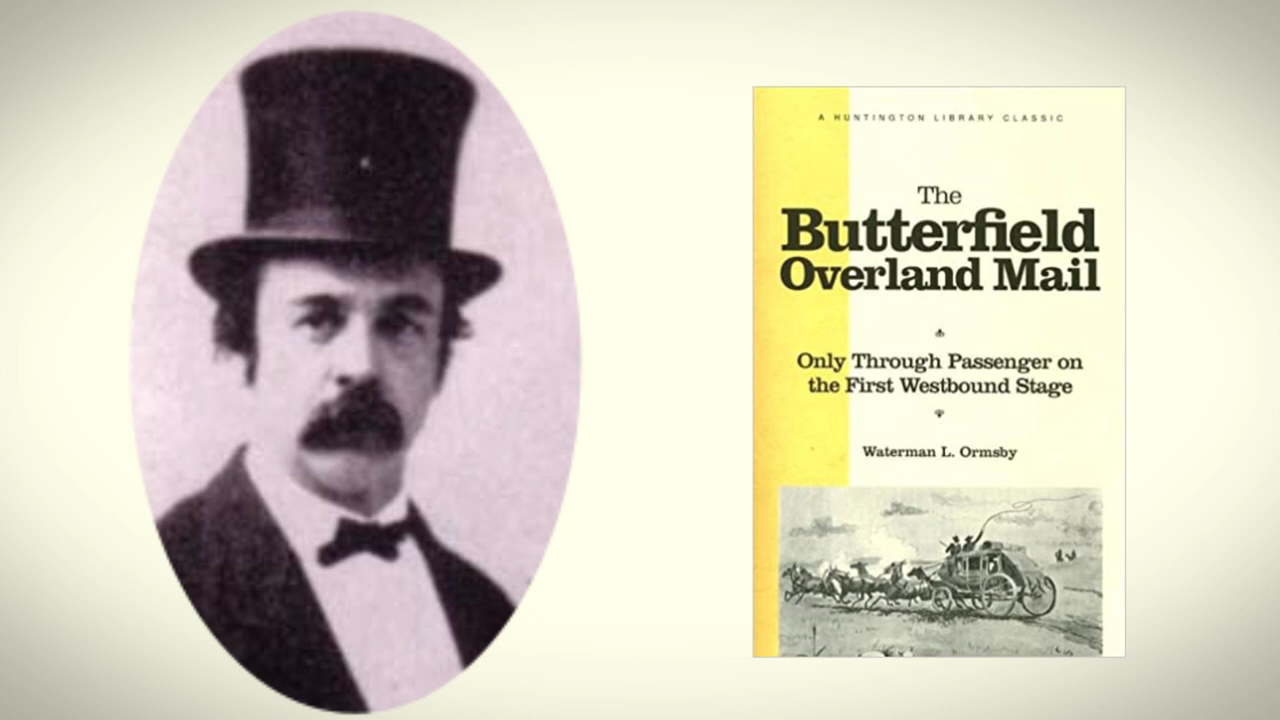 A HUNTINGTON LIBRARY CLASSIC
The
Butterfield
Overland Mail
Only Through Passenger on
the First Westbound Stage
Waterman L. Ormsby